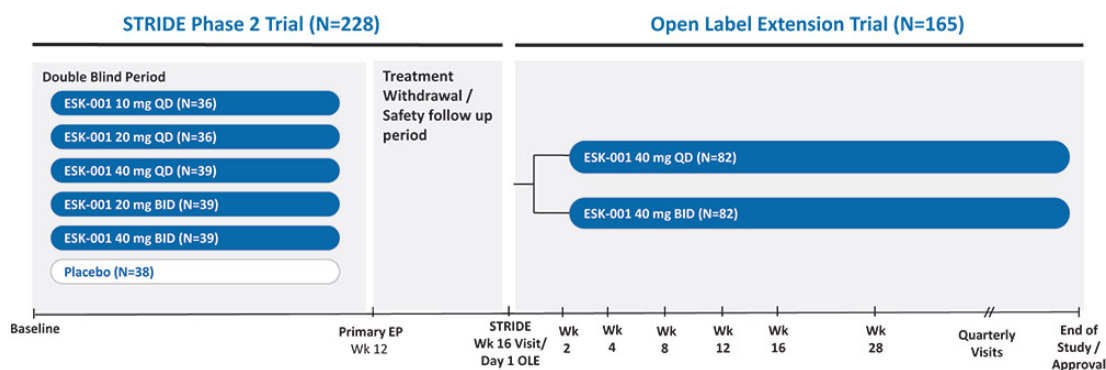 STRIDE Phase 2 Trial (N=228)
Open Label Extension Trial (N=165)
Double Blind Period
ESK-001 10 mg QD (N=36)
ESK-001 20 mg QD (N=36)
ESK-001 40 mg QD (N=39)
ESK-001 20 mg BID (N=39)
ESK-001 40 mg BID (N=39)
Placebo (N=38)
Treatment
Withdrawal /
Safety follow up
period
ESK-001 40 mg QD (N=82)
ESK-001 40 mg BID (N=82)
Baseline
Primary EP
Wk 12
STRIDE
Wk 16 Visit/
Day 1 OLE
Wk
2
Wk
4
Wk
8
Wk
12
Wk
16
Wk
28
Quarterly
Visits
End of
Study /
Approval